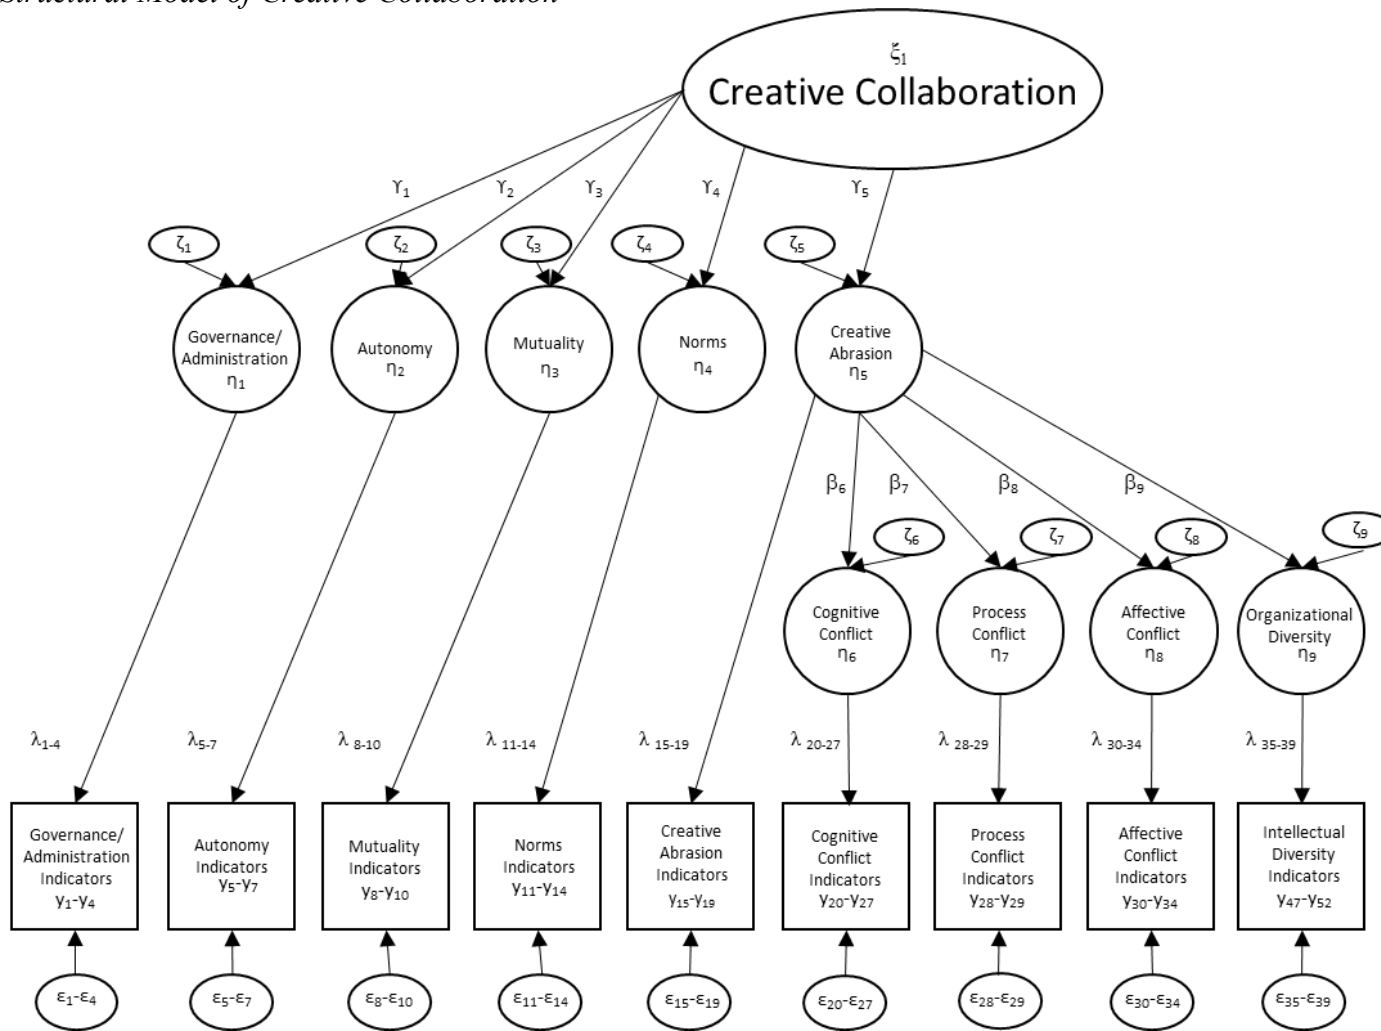 Structural Model of Creative Collaboration
ξ1
Creative Collaboration
ϒ1
ϒ2
ϒ3
ϒ4
ϒ5
ζ1
ζ2
ζ3
ζ4
ζ5
Governance/
Administration
η1
Autonomy
η2
Mutuality
η3
Norms
η4
Creative
Abrasion
η5
β6
β7
β8
β9
ζ6
ζ7
ζ8
ζ9
Cognitive
Conflict
η6
Process
Conflict
η7
Affective
Conflict
η8
Organizational
Diversity
η9
λ1-4
λ5-7
λ 8-10
λ 11-14
λ 15-19
λ 20-27
λ 28-29
λ 30-34
λ 35-39
Governance/
Administration
Indicators
y1-y4
Autonomy
Indicators
y5-y7
Mutuality
Indicators
y8-y10
Norms
Indicators
y11-y14
Creative
Abrasion
Indicators
y15-y19
Cognitive
Conflict
Indicators
y20-y27
Process
Conflict
Indicators
y28-y29
Affective
Conflict
Indicators
y30-y34
Intellectual
Diversity
Indicators
y47-y52
ε1-ε4
ε5-ε7
ε8-ε10
ε11-ε14
ε15-ε19
ε20-ε27
ε28-ε29
ε30-ε34
ε35-ε39